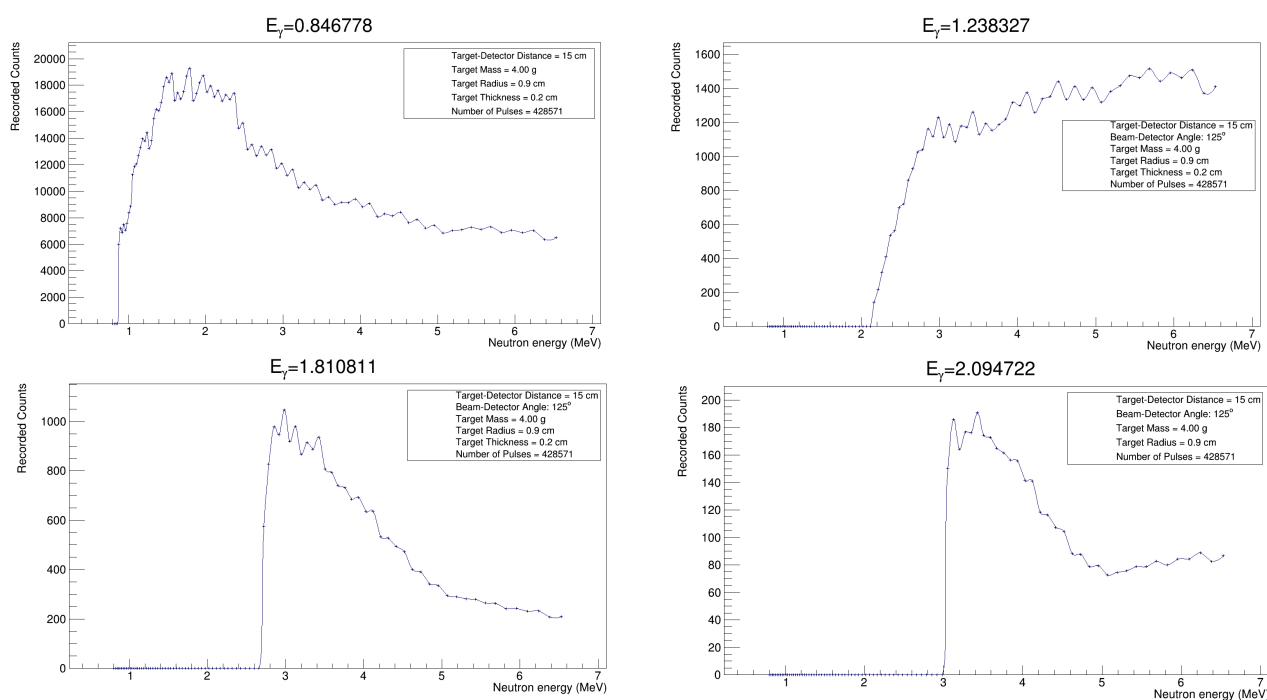 E_γ=0.846778
Recorded Counts
20000
18000
16000
14000
12000
10000
8000
6000
4000
2000
0
Target-Detector Distance = 15 cm
Target Mass = 4.00 g
Target Radius = 0.9 cm
Target Thickness = 0.2 cm
Number of Pulses = 428571
1 2 3 4 5 6 7
Neutron energy (MeV)
E_γ=1.238327
Recorded Counts
1600
1400
1200
1000
800
600
400
200
0
Target-Detector Distance = 15 cm
Beam-Detector Angle: 125°
Target Mass = 4.00 g
Target Radius = 0.9 cm
Target Thickness = 0.2 cm
Number of Pulses = 428571
1 2 3 4 5 6 7
Neutron energy (MeV)
E_γ=1.810811
Recorded Counts
1000
800
600
400
200
0
Target-Detector Distance = 15 cm
Beam-Detector Angle: 125°
Target Mass = 4.00 g
Target Radius = 0.9 cm
Target Thickness = 0.2 cm
Number of Pulses = 428571
1 2 3 4 5 6 7
Neutron energy (MeV)
E_γ=2.094722
Recorded Counts
200
180
160
140
120
100
80
60
40
20
0
Target-Detector Distance = 15 cm
Beam-Detector Angle: 125°
Target Mass = 4.00 g
Target Radius = 0.9 cm
Target Thickness = 0.2 cm
Number of Pulses = 428571
1 2 3 4 5 6 7
Neutron energy (MeV)